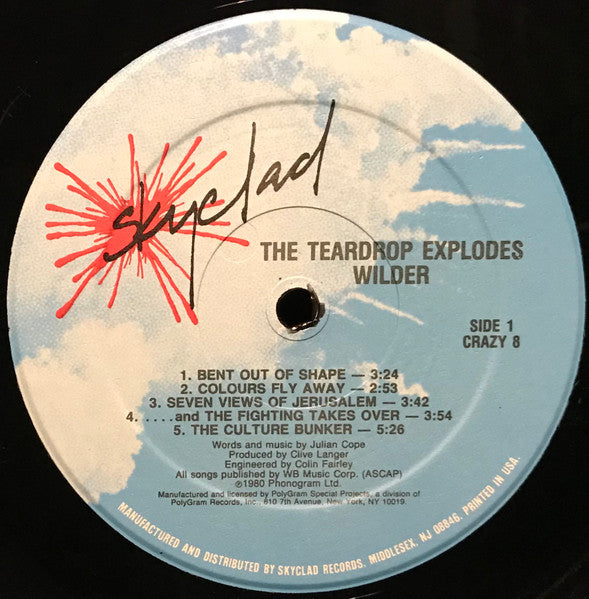 skyclad
THE TEARDROP EXPLODES
WILDER
SIDE 1
CRAZY 8
1. BENT OUT OF SHAPE — 3:24
2. COLOURS FLY AWAY — 2:53
3. SEVEN VIEWS OF JERUSALEM — 3:42
4. .....and THE FIGHTING TAKES OVER — 3:54
5. THE CULTURE BUNKER — 5:26
Words and music by Julian Cope
Produced by Clive Langer
Engineered by Colin Fairley
All songs published by WB Music Corp. (ASCAP)
℗1980 Phonogram Ltd.
Manufactured and licensed by PolyGram Special Projects, a division of
PolyGram Records, Inc., 810 7th Avenue, New York, NY 10019.
MANUFACTURED AND DISTRIBUTED BY SKYCLAD RECORDS. MIDDLESEX, NJ 08846. PRINTED IN USA.